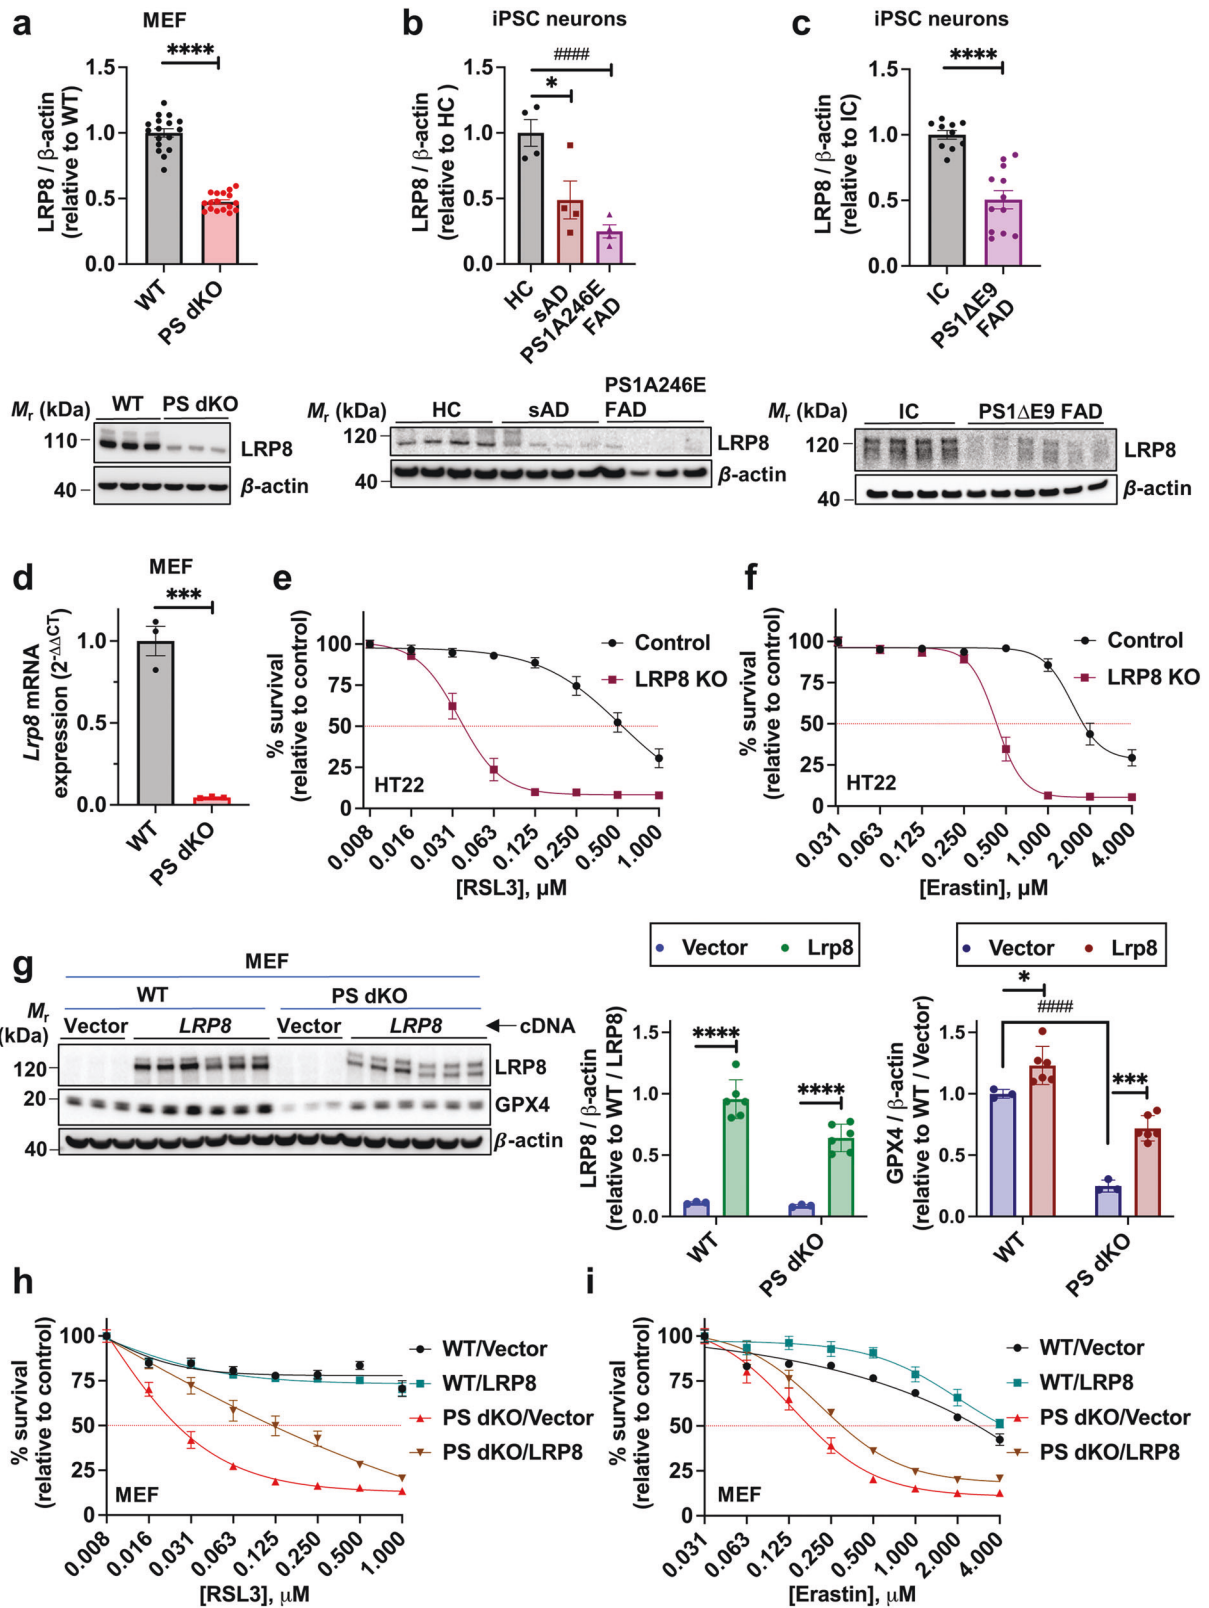 a
MEF
****
LRP8 / β-actin
(relative to WT)
1.5
1.0
0.5
0.0
WT
PS dKO
b
iPSC neurons
####
*
LRP8 / β-actin
(relative to HC )
1.5
1.0
0.5
0.0
HC
sAD
PS1A246E
FAD
c
iPSC neurons
****
LRP8 / β-actin
(relative to IC)
1.5
1.0
0.5
0.0
IC
PS1ΔE9
FAD
Mr (kDa)
WT
PS dKO
110
LRP8
40
β-actin
Mr (kDa)
HC
sAD
PS1A246E
FAD
120
LRP8
40
β-actin
Mr (kDa)
IC
PS1ΔE9 FAD
120
LRP8
40
β-actin
d
MEF
***
Lrp8 mRNA
expression (2-ΔΔCT)
1.0
0.5
0.0
WT
PS dKO
e
% survival
(relative to control)
100
75
50
25
0
Control
LRP8 KO
HT22
0.008
0.016
0.031
0.063
0.125
0.250
0.500
1.000
[RSL3], µM
f
% survival
(relative to control)
100
75
50
25
0
Control
LRP8 KO
HT22
0.031
0.063
0.125
0.250
0.500
1.000
2.000
4.000
[Erastin], µM
g
MEF
WT
PS dKO
Mr
(kDa)
Vector
LRP8
Vector
LRP8
cDNA
120
LRP8
20
GPX4
40
β-actin
Vector
Lrp8
LRP8 / β-actin
(relative to WT / LRP8)
1.5
1.0
0.5
0.0
****
****
WT
PS dKO
Vector
Lrp8
GPX4 / β-actin
(relative to WT / Vector)
1.5
1.0
0.5
0.0
*
####
***
WT
PS dKO
h
% survival
(relative to control)
100
75
50
25
0
WT/Vector
WT/LRP8
PS dKO/Vector
PS dKO/LRP8
MEF
0.008
0.016
0.031
0.063
0.125
0.250
0.500
1.000
[RSL3], µM
i
% survival
(relative to control)
100
75
50
25
0
WT/Vector
WT/LRP8
PS dKO/Vector
PS dKO/LRP8
MEF
0.031
0.063
0.125
0.250
0.500
1.000
2.000
4.000
[Erastin], µM